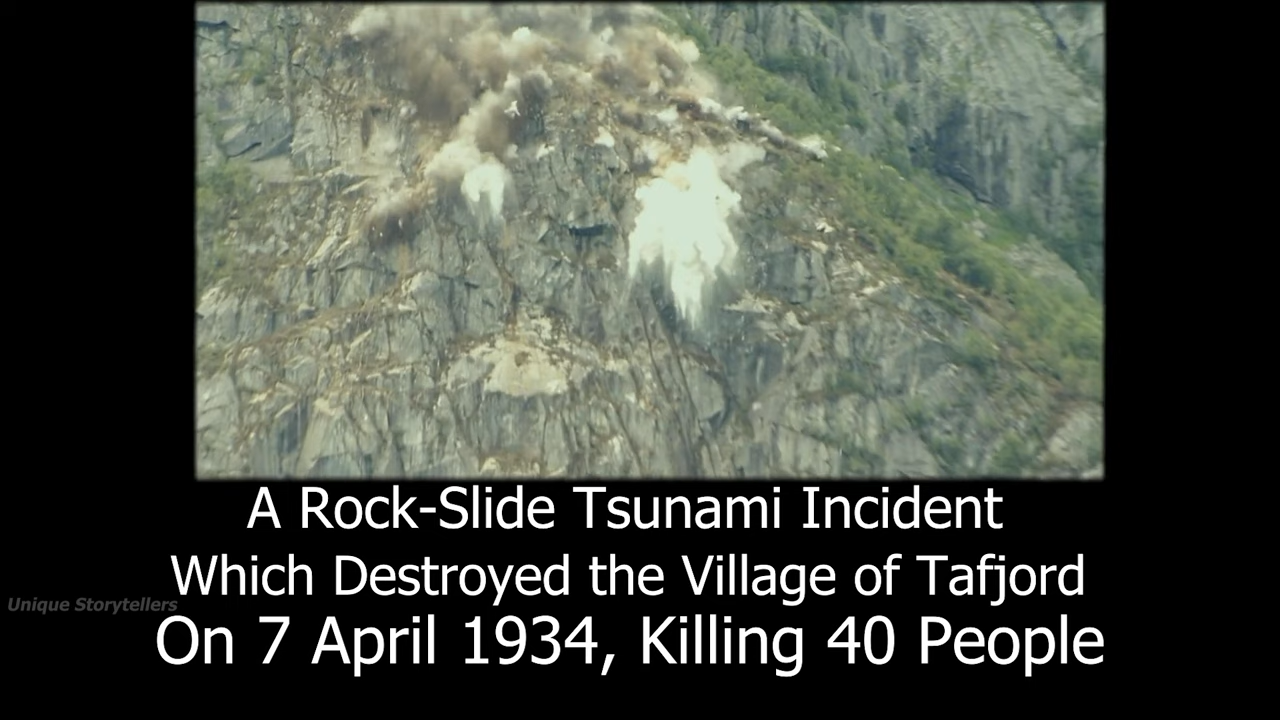 A Rock-Slide Tsunami Incident
Which Destroyed the Village of Tafjord
Unique Storytellers
On 7 April 1934, Killing 40 People